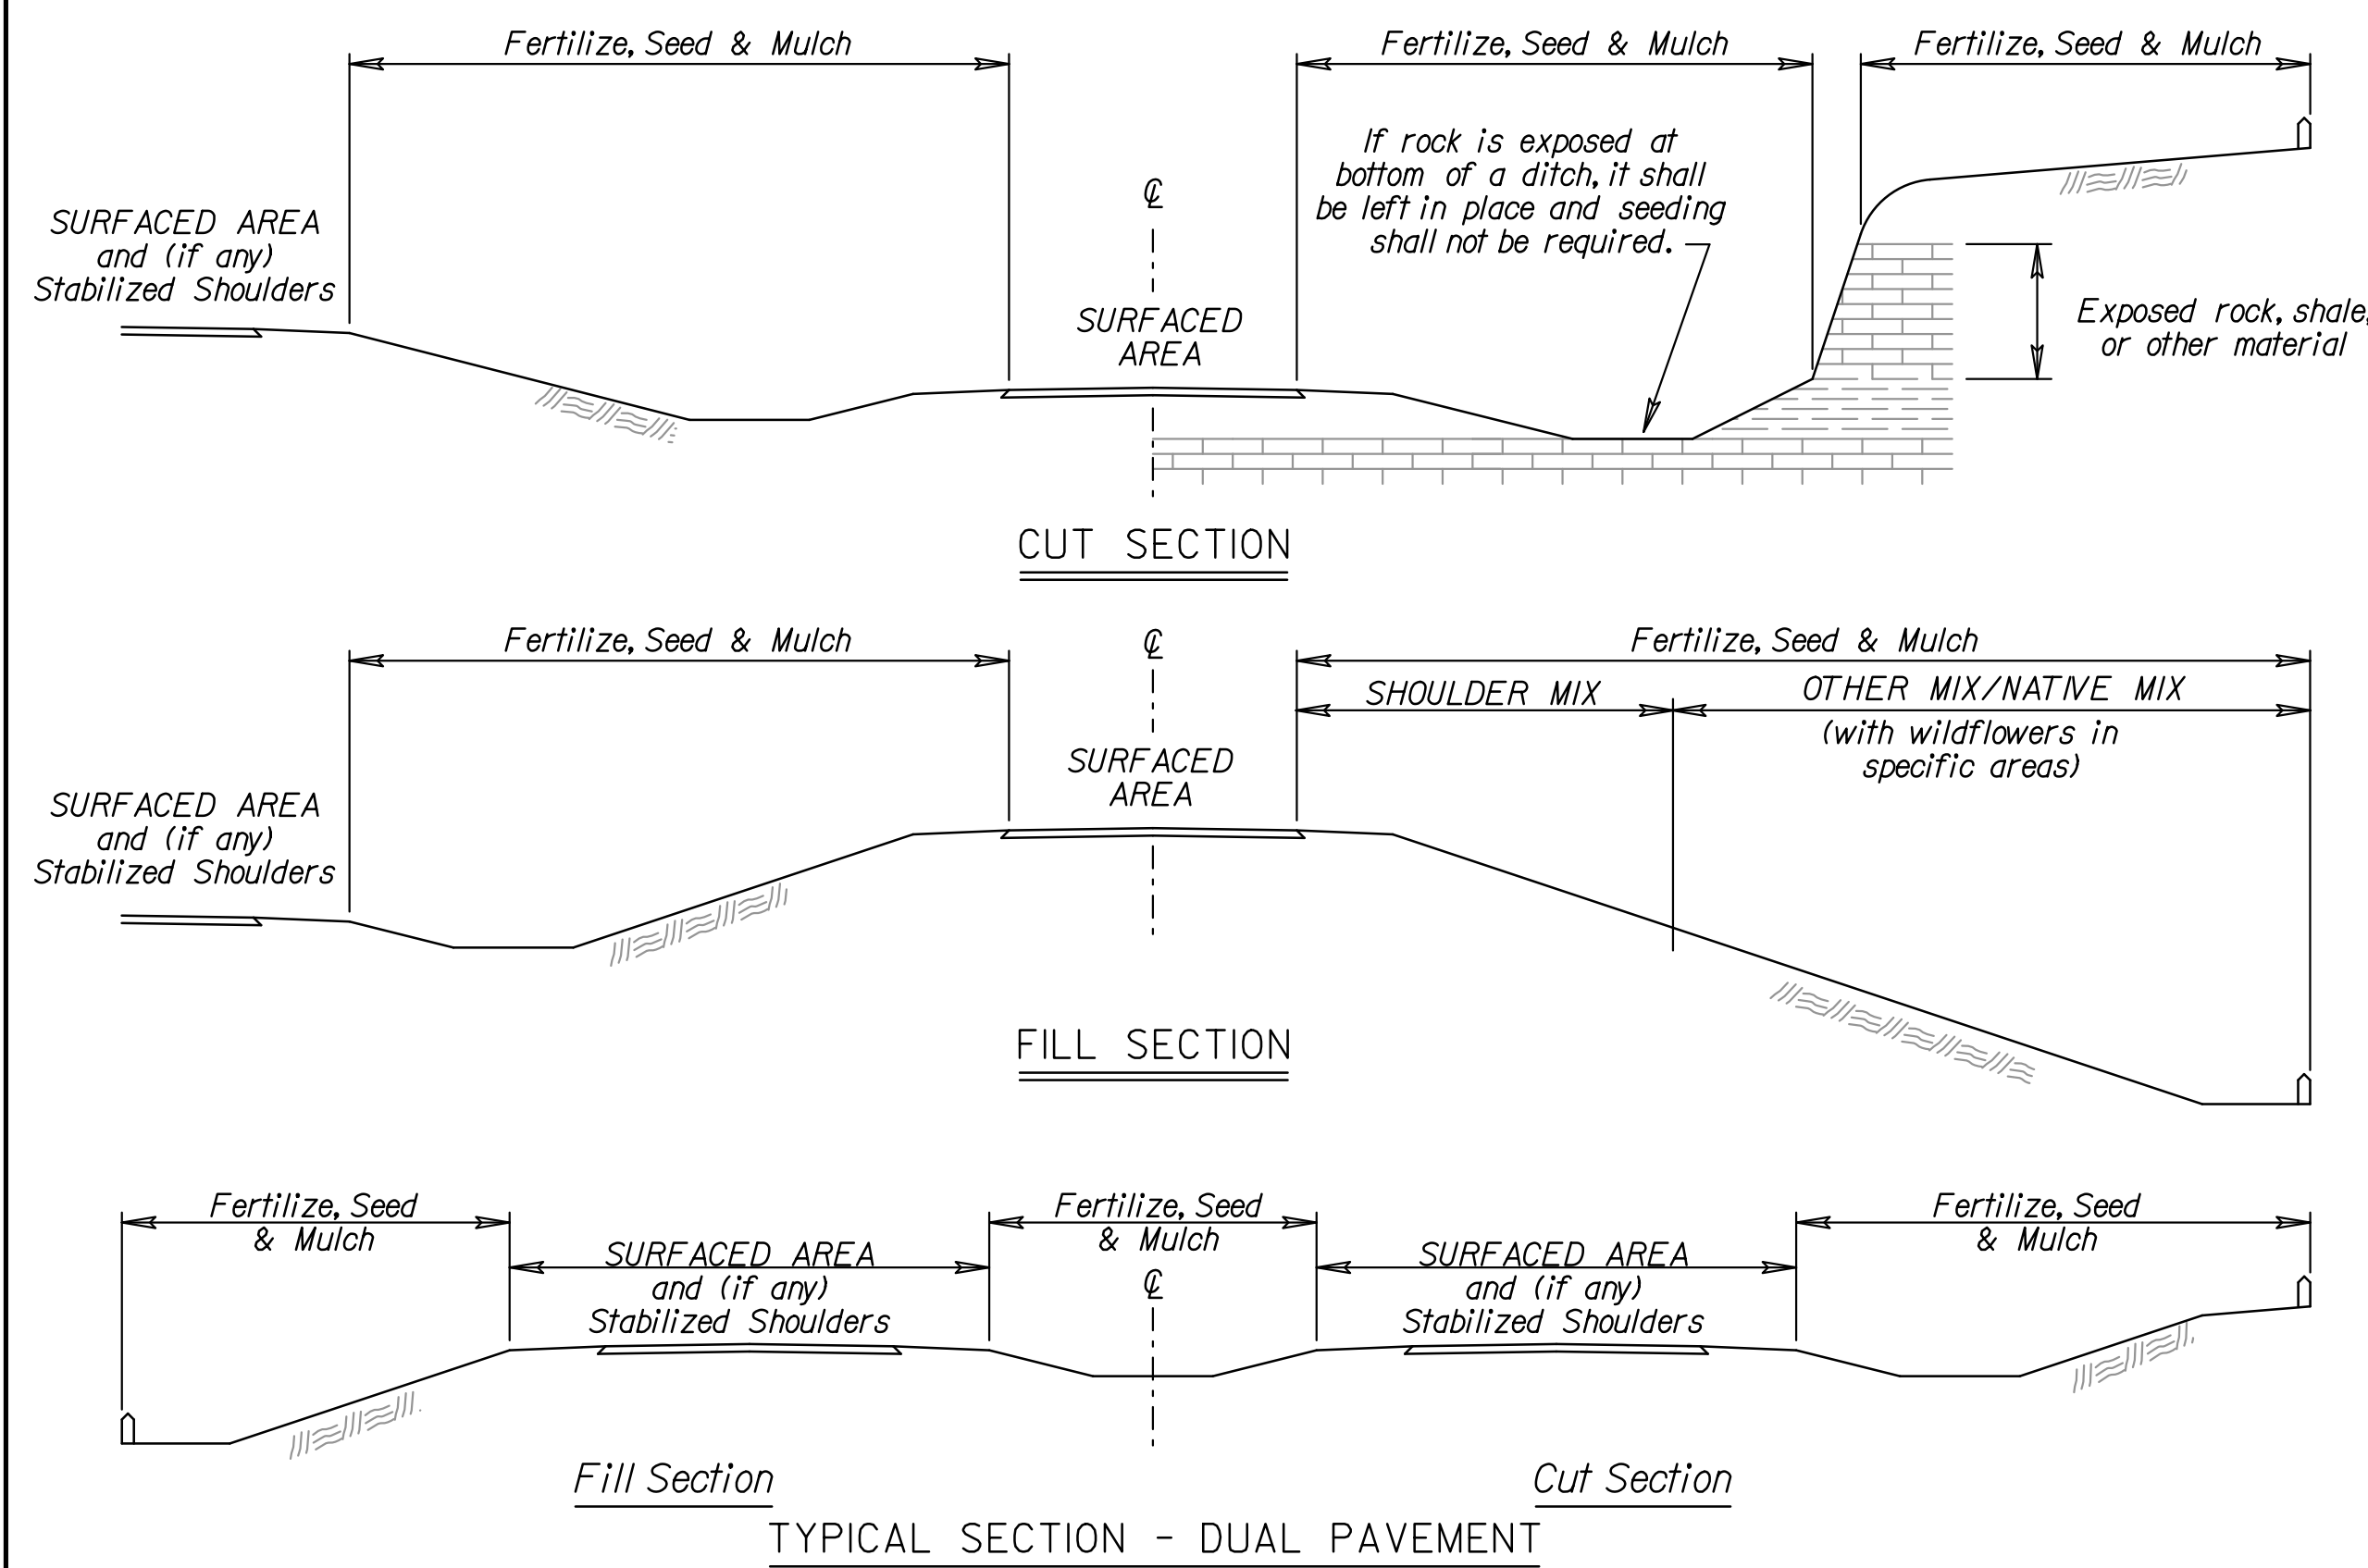 Fertilize, Seed & Mulch
Fertilize, Seed & Mulch
Fertilize, Seed & Mulch
If rock is exposed at
bottom of a ditch, it shall
be left in place and seeding
shall not be required.
℄
SURFACED AREA
and (if any)
Stabilized Shoulders
SURFACED
AREA
Exposed rock, shale,
or other material
CUT SECTION
Fertilize, Seed & Mulch
℄
Fertilize, Seed & Mulch
SHOULDER MIX
OTHER MIX/NATIVE MIX
(with wildflowers in
specific areas)
SURFACED
AREA
SURFACED AREA
and (if any)
Stabilized Shoulders
FILL SECTION
Fertilize, Seed
& Mulch
Fertilize, Seed
& Mulch
Fertilize, Seed
& Mulch
SURFACED AREA
and (if any)
Stabilized Shoulders
℄
SURFACED AREA
and (if any)
Stabilized Shoulders
Fill Section
Cut Section
TYPICAL SECTION - DUAL PAVEMENT